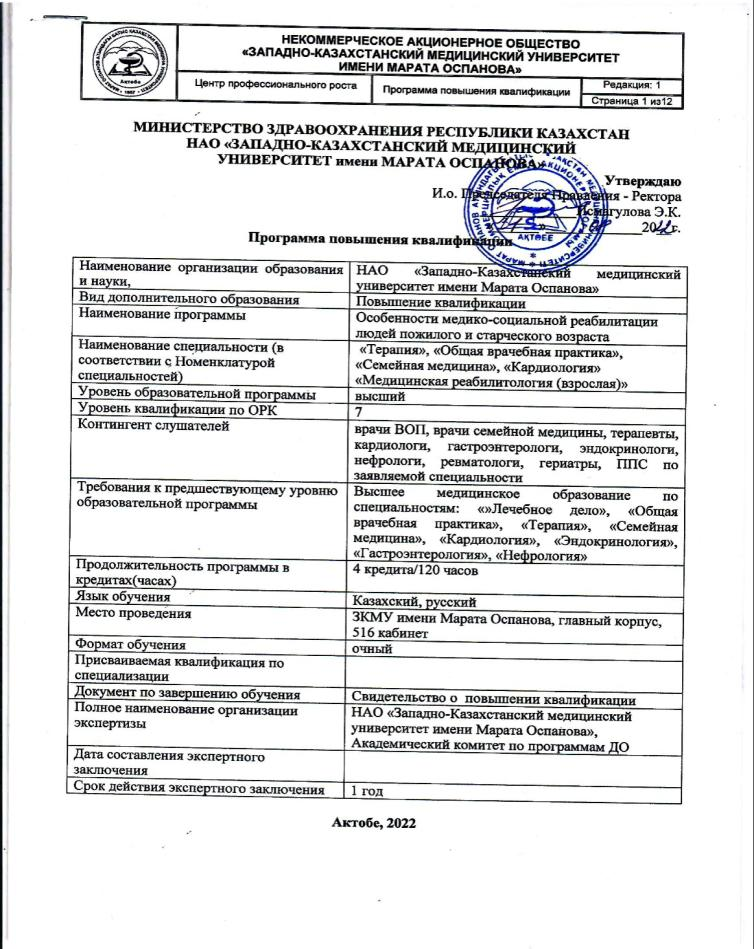 НЕКОММЕРЧЕСКОЕ АКЦИОНЕРНОЕ ОБЩЕСТВО
«ЗАПАДНО-КАЗАХСТАНСКИЙ МЕДИЦИНСКИЙ УНИВЕРСИТЕТ
ИМЕНИ МАРАТА ОСПАНОВА»
Центр профессионального роста
Программа повышения квалификации
Редакция: 1
Страница 1 из12
МИНИСТЕРСТВО ЗДРАВООХРАНЕНИЯ РЕСПУБЛИКИ КАЗАХСТАН
НАО «ЗАПАДНО-КАЗАХСТАНСКИЙ МЕДИЦИНСКИЙ
УНИВЕРСИТЕТ имени МАРАТА ОСПАНОВА»
Утверждаю
И.о. Председателя Правления - Ректора
Исмагулова Э.К.
АКТӨБЕ
Программа повышения квалификации
Наименование организации образования
и науки,
НАО «Западно-Казахстанский медицинский
университет имени Марата Оспанова»
Вид дополнительного образования
Повышение квалификации
Наименование программы
Особенности медико-социальной реабилитации
людей пожилого и старческого возраста
Наименование специальности (в
соответствии с Номенклатурой
специальностей)
«Терапия», «Общая врачебная практика»,
«Семейная медицина», «Кардиология»
«Медицинская реабилитология (взрослая)»
Уровень образовательной программы
высший
Уровень квалификации по ОРК
7
Контингент слушателей
врачи ВОП, врачи семейной медицины, терапевты,
кардиологи, гастроэнтерологи, эндокринологи,
нефрологи, ревматологи, гериатры, ППС по
заявляемой специальности
Требования к предшествующему уровню
образовательной программы
Высшее медицинское образование по
специальностям: «»Лечебное дело», «Общая
врачебная практика», «Терапия», «Семейная
медицина», «Кардиология», «Эндокринология»,
«Гастроэнтерология», «Нефрология»
Продолжительность программы в
кредитах(часах)
4 кредита/120 часов
Язык обучения
Казахский, русский
Место проведения
ЗКМУ имени Марата Оспанова, главный корпус,
516 кабинет
Формат обучения
очный
Присваиваемая квалификация по
специализации
Документ по завершению обучения
Свидетельство о повышении квалификации
Полное наименование организации
экспертизы
НАО «Западно-Казахстанский медицинский
университет имени Марата Оспанова»,
Академический комитет по программам ДО
Дата составления экспертного
заключения
Срок действия экспертного заключения
1 год
Актобе, 2022